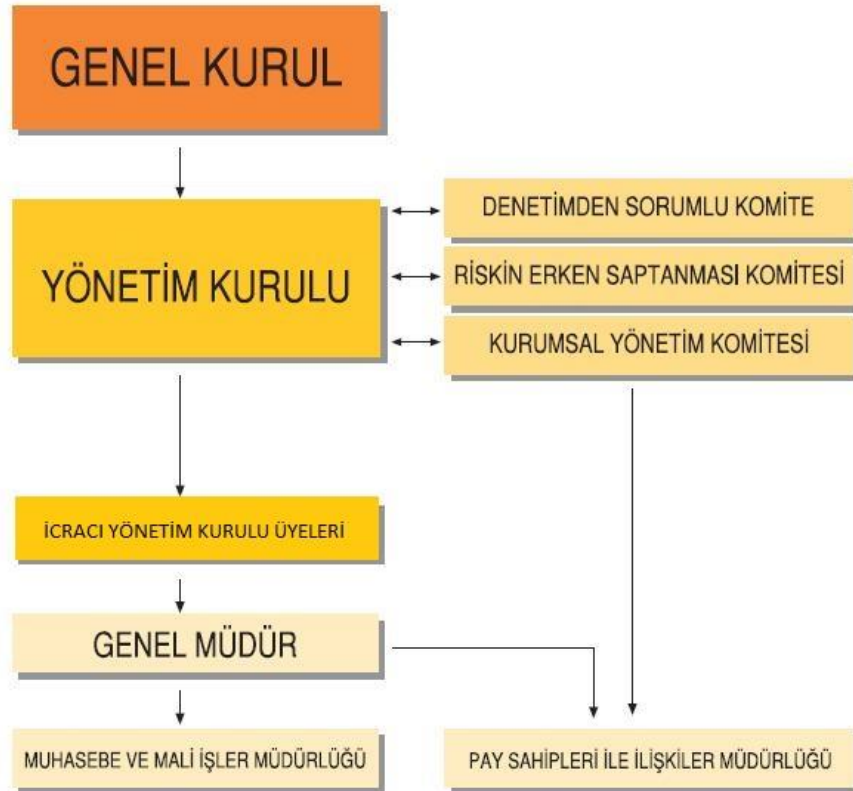 GENEL KURUL
YÖNETİM KURULU
DENETİMDEN SORUMLU KOMİTE
RİSKİN ERKEN SAPTANMASI KOMİTESİ
KURUMSAL YÖNETİM KOMİTESİ
İCRACI YÖNETİM KURULU ÜYELERİ
GENEL MÜDÜR
MUHASEBE VE MALİ İŞLER MÜDÜRLÜĞÜ
PAY SAHİPLERİ İLE İLİŞKİLER MÜDÜRLÜĞÜ